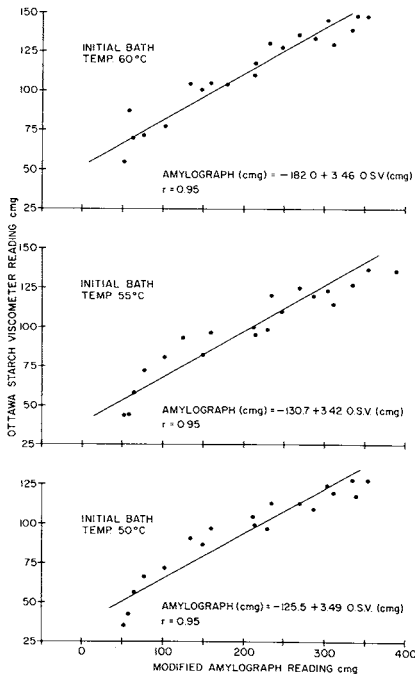 150
125
100
75
50
25
INITIAL BATH
TEMP. 60°C
AMYLOGRAPH (cmg) = -182.0 + 3.46 O.S.V. (cmg)
r = 0.95
OTTAWA STARCH VISCOMETER READING cmg
150
125
100
75
50
25
INITIAL BATH
TEMP. 55°C
AMYLOGRAPH (cmg) = -130.7 + 3.42 O.S.V. (cmg)
r = 0.95
125
100
75
50
25
INITIAL BATH
TEMP. 50°C
AMYLOGRAPH (cmg) = -125.5 + 3.49 O.S.V. (cmg)
r = 0.95
0 100 200 300 400
MODIFIED AMYLOGRAPH READING cmg